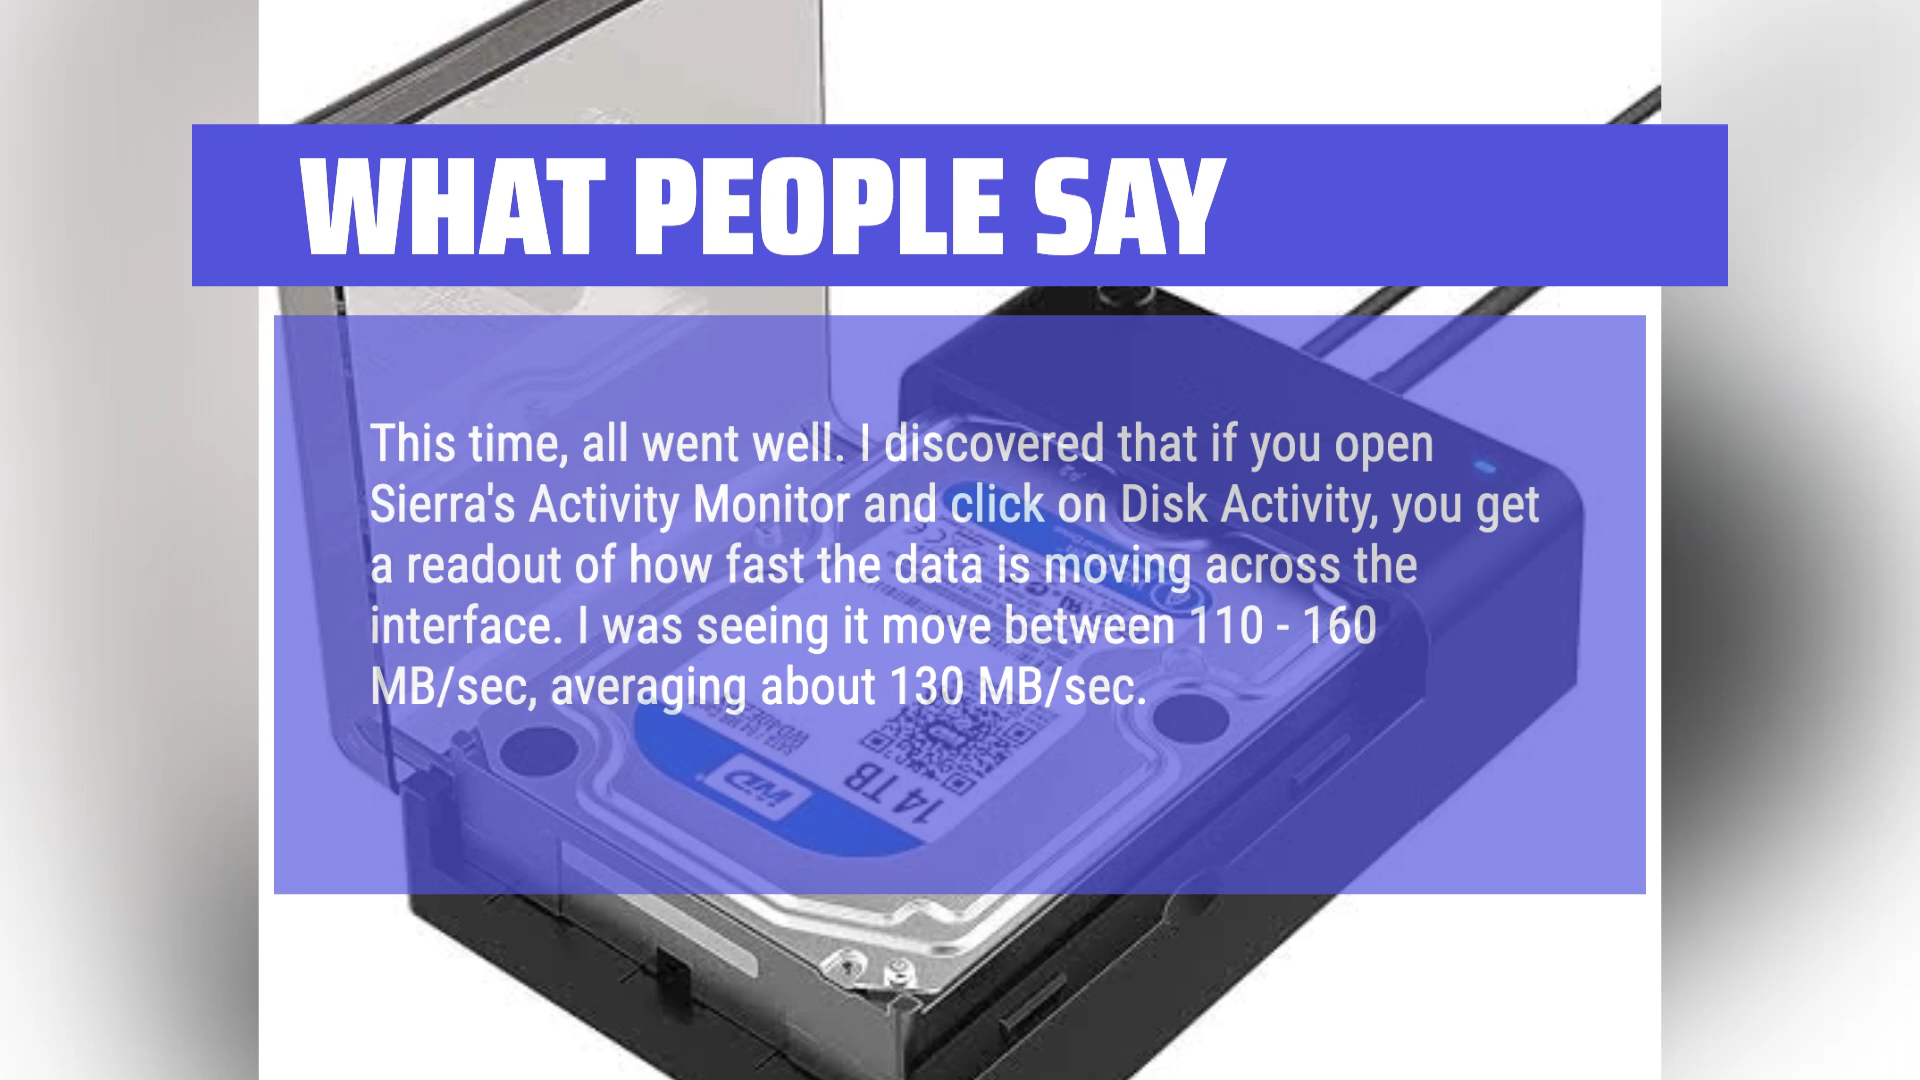 WHAT PEOPLE SAY
This time, all went well. I discovered that if you open
Sierra's Activity Monitor and click on Disk Activity, you get
a readout of how fast the data is moving across the
interface. I was seeing it move between 110 - 160
MB/sec, averaging about 130 MB/sec.
14 TB
WD